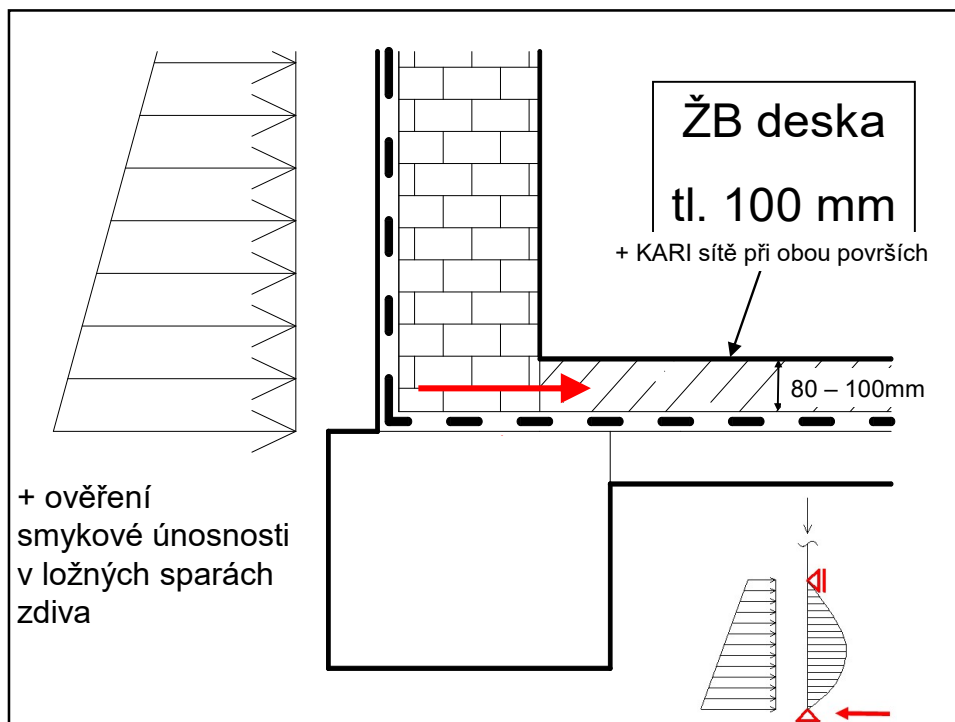 ŽB deska
tl. 100 mm
+ KARI sítě při obou površích
80 – 100mm
+ ověření
smykové únosnosti
v ložných sparách
zdiva